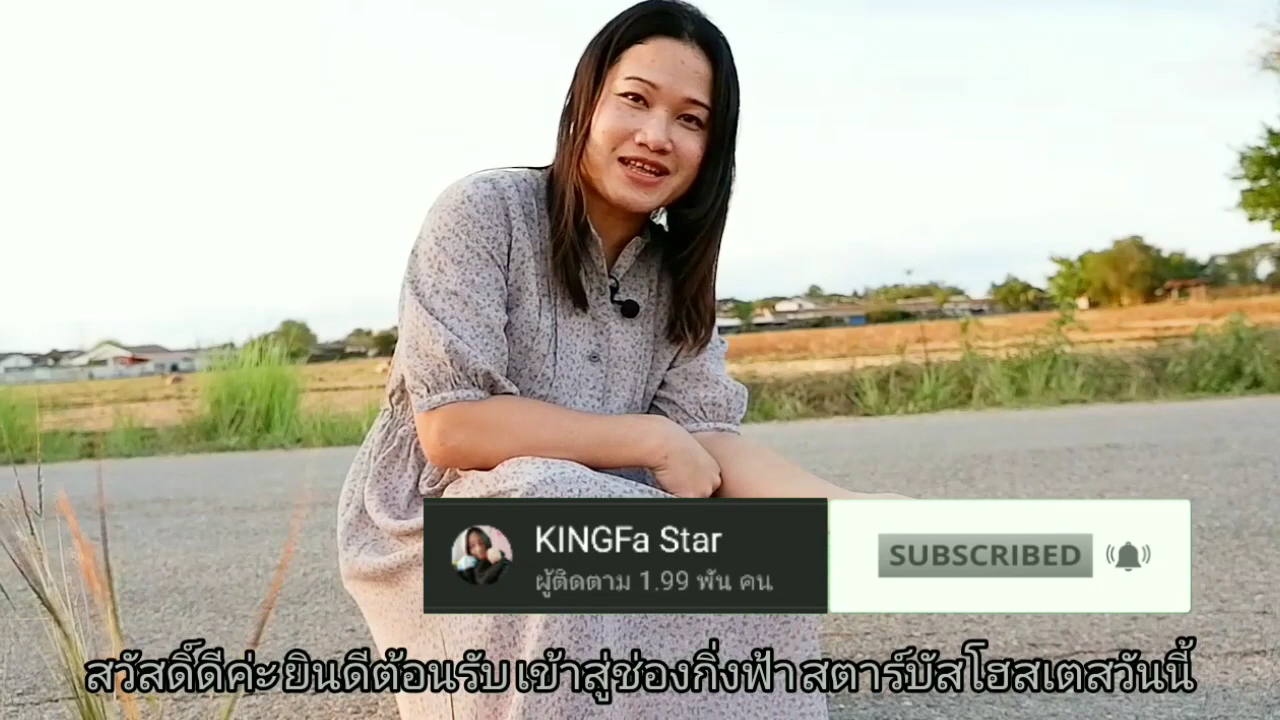 KINGFa Star
ผู้ติดตาม 1.99 พัน คน
SUBSCRIBED
สวัสดิ์ดีค่ะยินดีต้อนรับ เข้าสู่ช่องกิ่งฟ้าสตาร์บัสโฮสเตสวันนี้